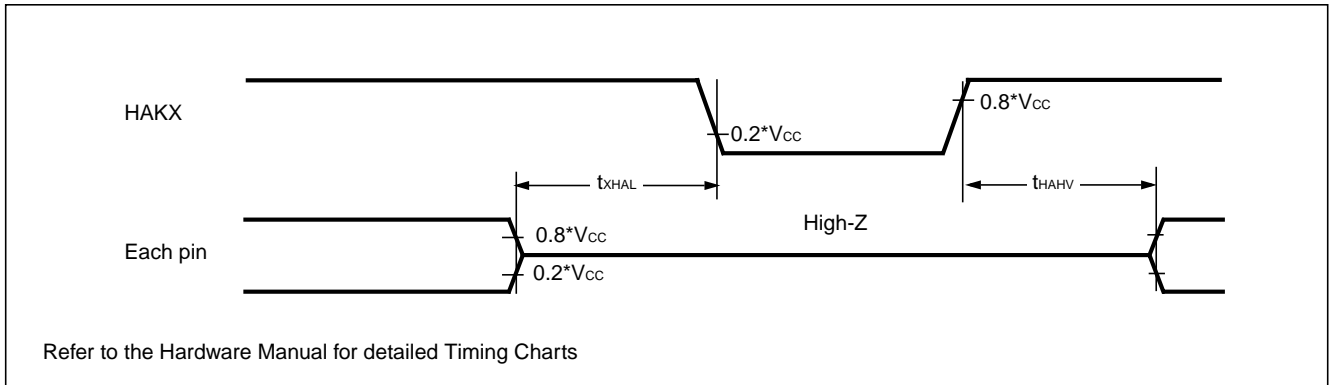 HAKX
0.8*VCC
0.2*VCC
tXHAL
tHAHV
High-Z
Each pin
0.8*VCC
0.2*VCC
Refer to the Hardware Manual for detailed Timing Charts